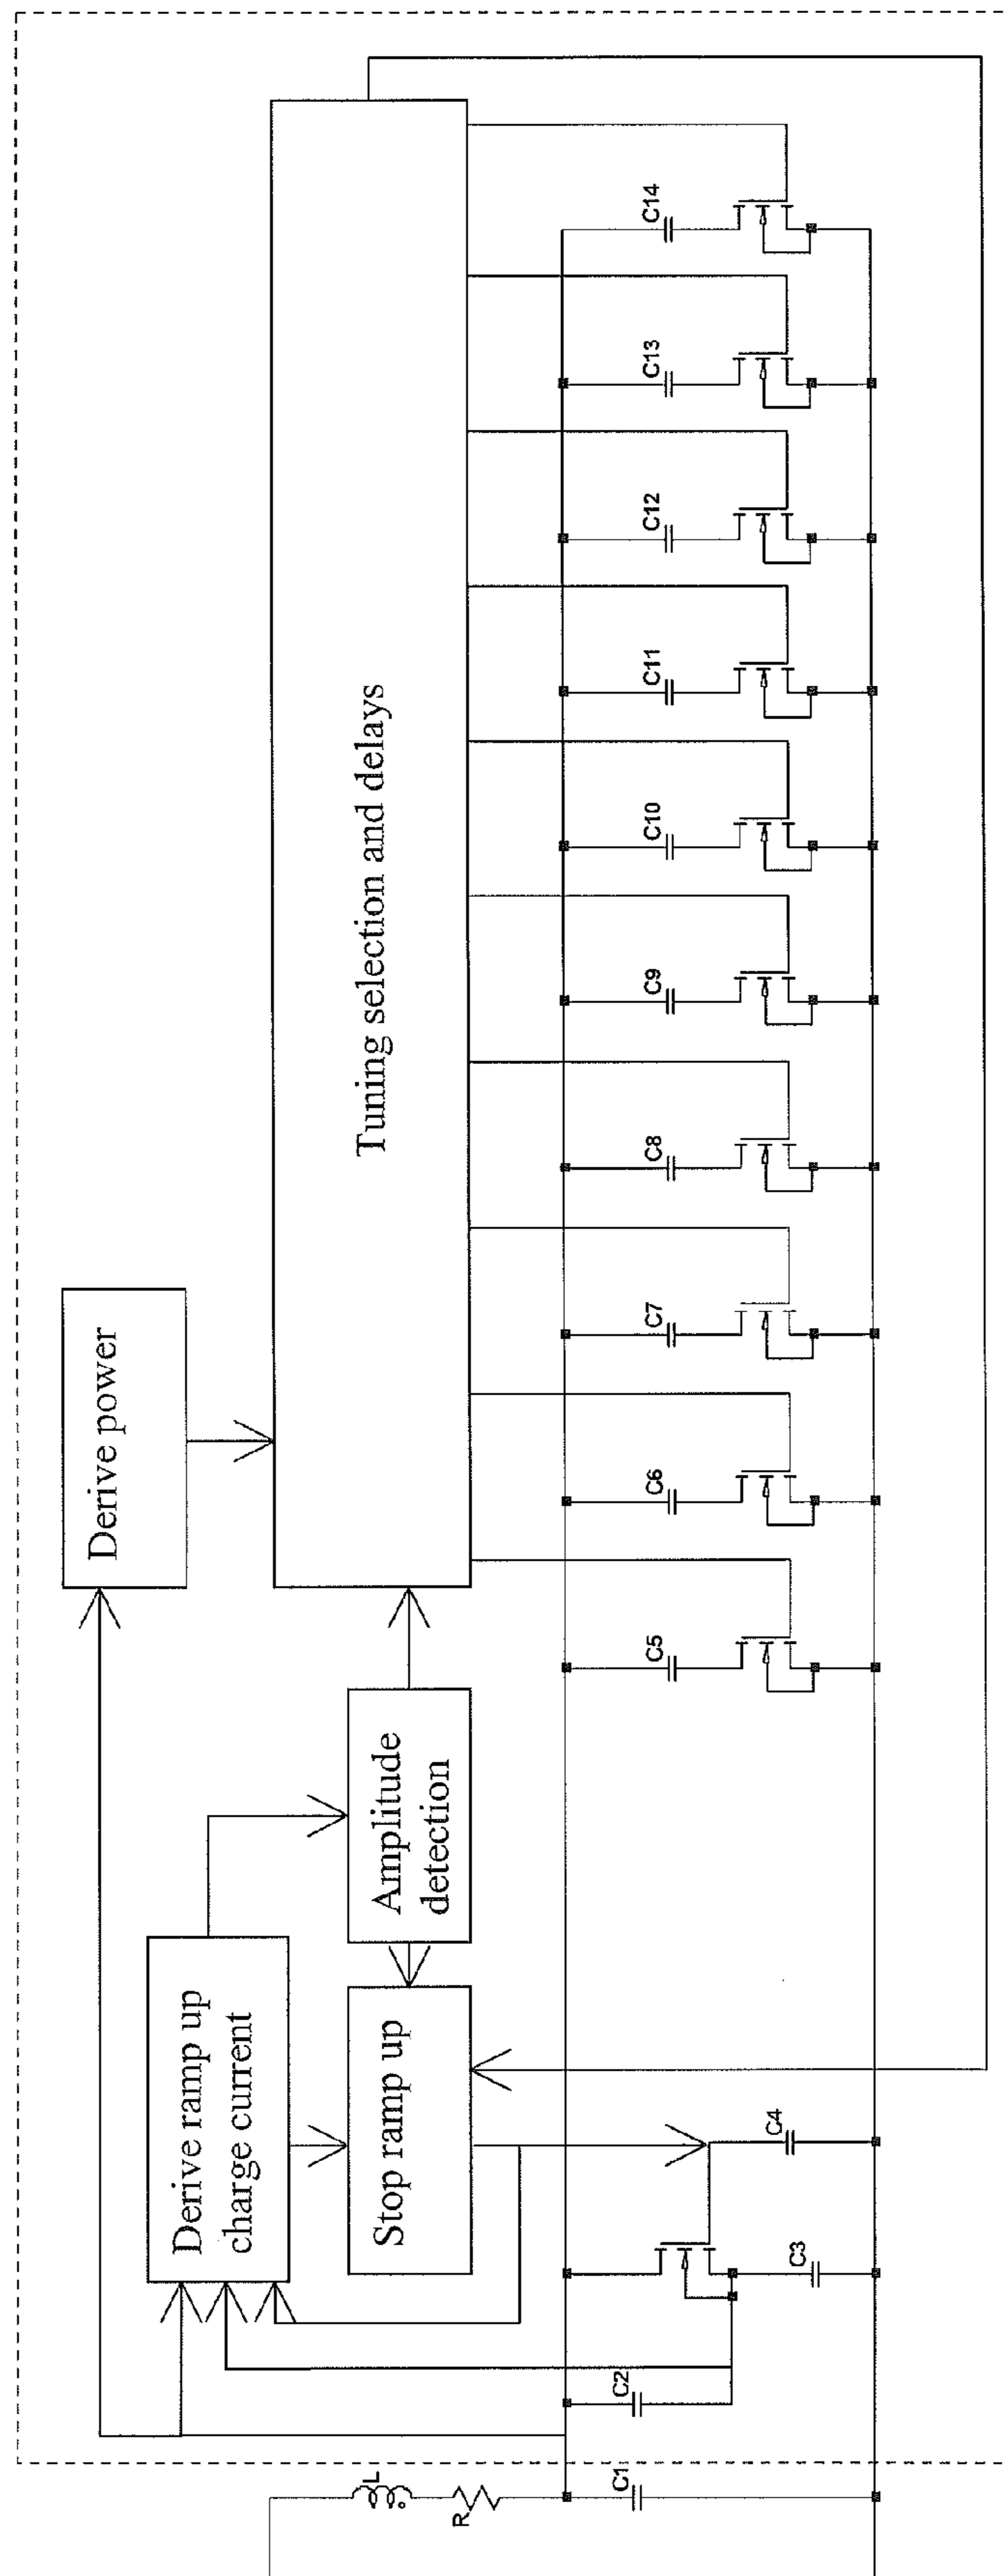 Derive power
Derive ramp up
charge current
Amplitude
detection
Stop ramp up
Tuning selection and delays
L
R
C1
C2
C3
C4
C5
C6
C7
C8
C9
C10
C11
C12
C13
C14